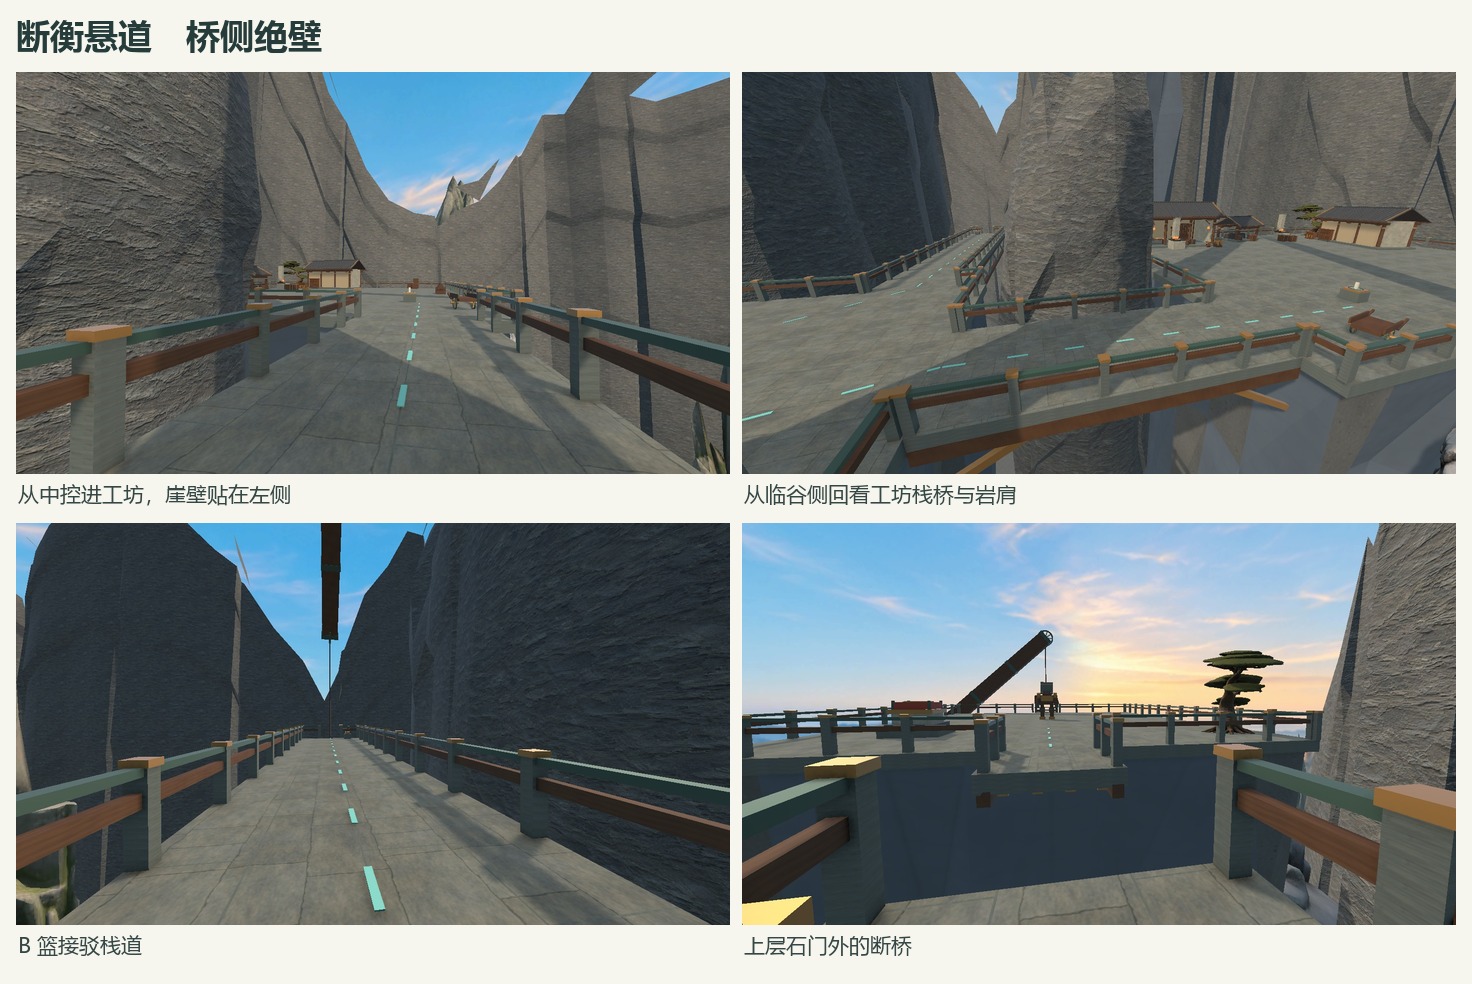 断衡悬道 桥侧绝壁
从中控进工坊，崖壁贴在左侧
从临谷侧回看工坊栈桥与岩肩
B 篮接驳栈道
上层石门外的断桥